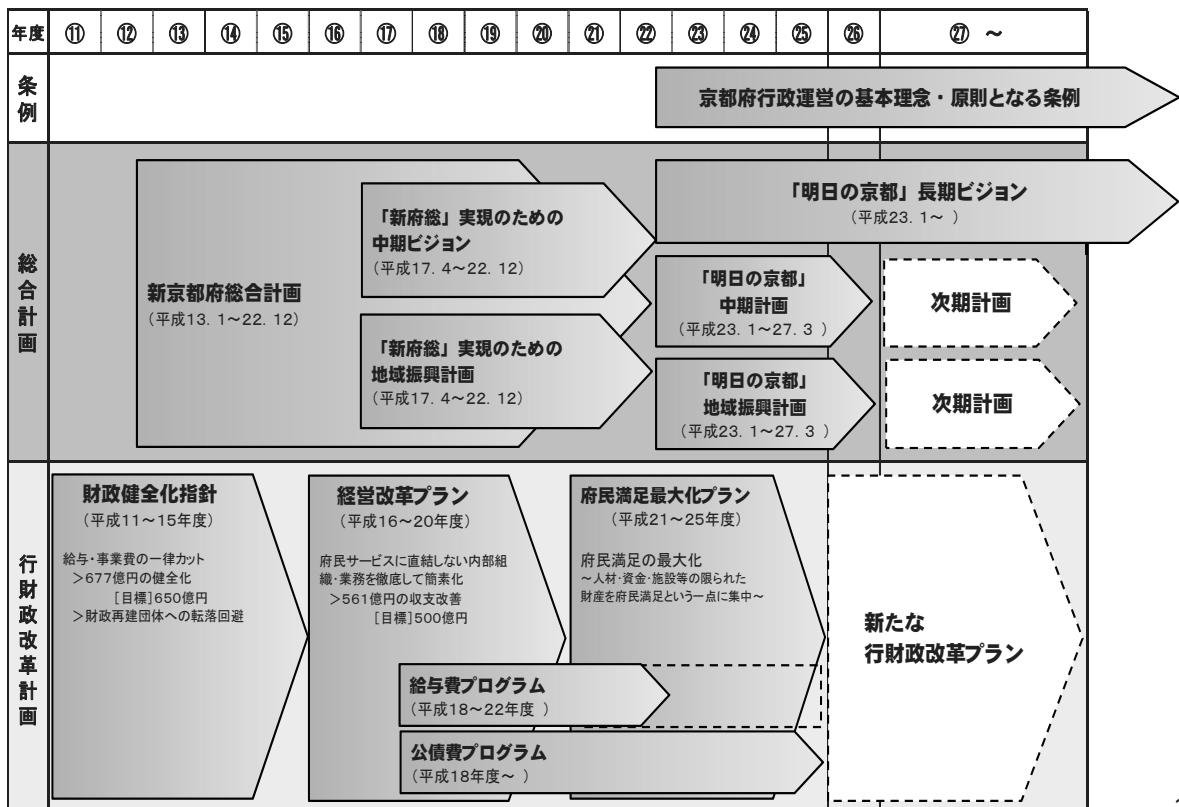 年度 ⑪ ⑫ ⑬ ⑭ ⑮ ⑯ ⑰ ⑱ ⑲ ⑳ ㉑ ㉒ ㉓ ㉔ ㉕ ㉖ ㉗ ～
条例
京都府行政運営の基本理念・原則となる条例
総合計画
新京都府総合計画
（平成13. 1～22. 12）
「新府総」実現のための
中期ビジョン
（平成17. 4～22. 12）
「新府総」実現のための
地域振興計画
（平成17. 4～22. 12）
「明日の京都」長期ビジョン
（平成23. 1～ ）
「明日の京都」
中期計画
（平成23. 1～27. 3 ）
次期計画
「明日の京都」
地域振興計画
（平成23. 1～27. 3 ）
次期計画
行財政改革計画
財政健全化指針
（平成11～15年度）
給与・事業費の一律カット
＞677億円の健全化
［目標］650億円
＞財政再建団体への転落回避
経営改革プラン
（平成16～20年度）
府民サービスに直結しない内部組
織・業務を徹底して簡素化
＞561億円の収支改善
［目標］500億円
府民満足最大化プラン
（平成21～25年度）
府民満足の最大化
～人材・資金・施設等の限られた
財産を府民満足という一点に集中～
給与費プログラム
（平成18～22年度 ）
公債費プログラム
（平成18年度～ ）
新たな
行財政改革プラン